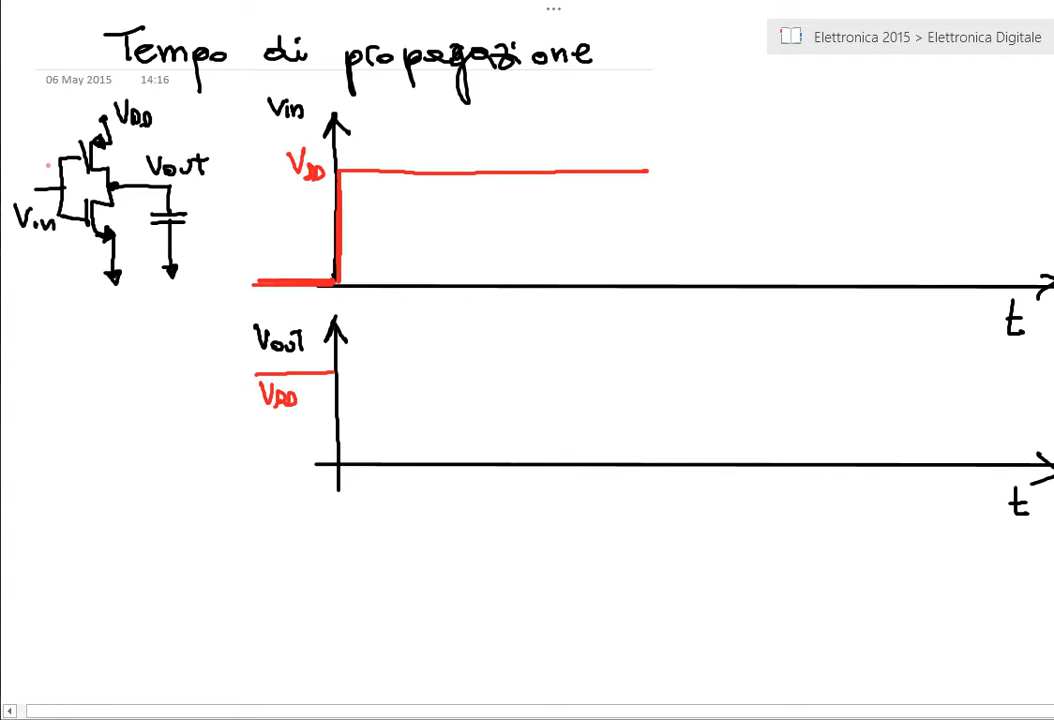 Tempo di propagazione
Elettronica 2015 > Elettronica Digitale
06 May 2015 14:16
VDD
Vout
Vin
Vin
VDD
t
Vout
VDD
t